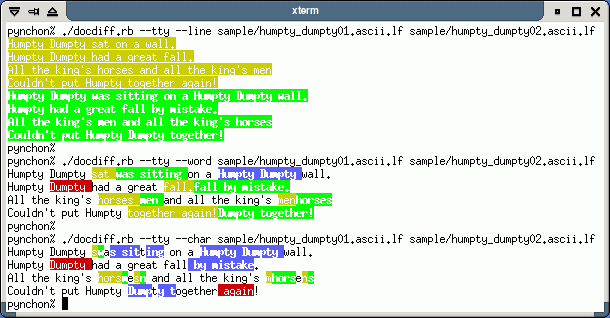 xterm
pynchon% ./docdiff.rb --tty --line sample/humpty_dumpty01.ascii.lf sample/humpty_dumpty02.ascii.lf
Humpty Dumpty sat on a wall.
Humpty Dumpty had a great fall.
All the king's horses and all the king's men
Couldn't put Humpty together again!
Humpty Dumpty was sitting on a Humpty Dumpty wall.
Humpty had a great fall by mistake.
All the king's men and all the king's horses
Couldn't put Humpty Dumpty together!
pynchon%
pynchon% ./docdiff.rb --tty --word sample/humpty_dumpty01.ascii.lf sample/humpty_dumpty02.ascii.lf
Humpty Dumpty sat was sitting on a Humpty Dumpty wall.
Humpty Dumpty had a great fall.fall by mistake.
All the king's horses men and all the king's menhorses
Couldn't put Humpty together again!Dumpty together!
pynchon%
pynchon% ./docdiff.rb --tty --char sample/humpty_dumpty01.ascii.lf sample/humpty_dumpty02.ascii.lf
Humpty Dumpty swas sitting on a Humpty Dumpty wall.
Humpty Dumpty had a great fall by mistake.
All the king's horsmesn and all the king's mhorsens
Couldn't put Humpty Dumpty together again!
pynchon%